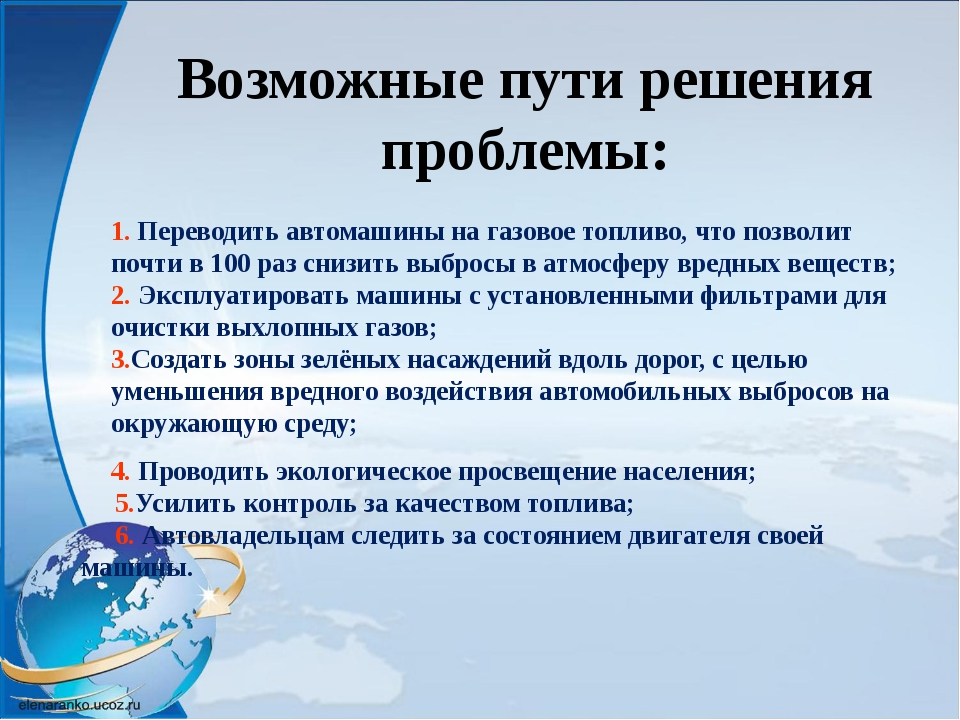 Возможные пути решения
проблемы:
1. Переводить автомашины на газовое топливо, что позволит
почти в 100 раз снизить выбросы в атмосферу вредных веществ;
2. Эксплуатировать машины с установленными фильтрами для
очистки выхлопных газов;
3.Создать зоны зелёных насаждений вдоль дорог, с целью
уменьшения вредного воздействия автомобильных выбросов на
окружающую среду;
4. Проводить экологическое просвещение населения;
5.Усилить контроль за качеством топлива;
6. Автовладельцам следить за состоянием двигателя своей
машины.
elenaranko.ucoz.ru